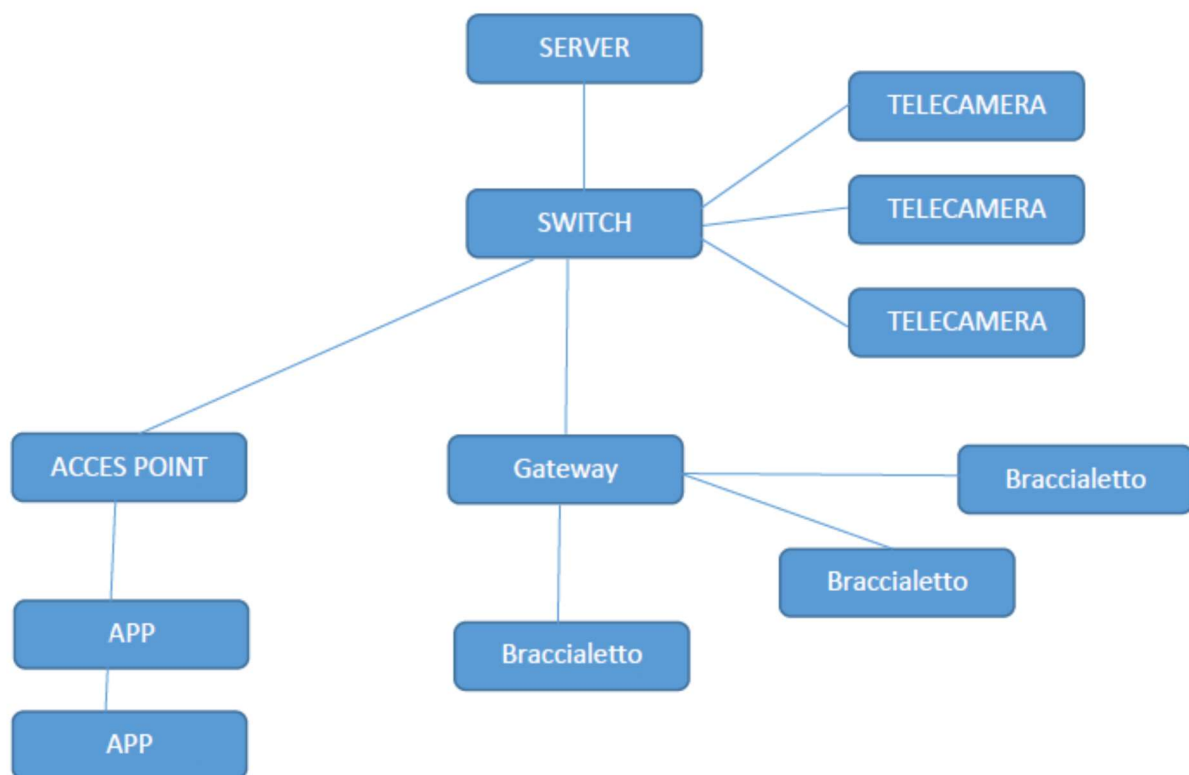 SERVER
TELECAMERA
TELECAMERA
SWITCH
TELECAMERA
ACCES POINT
Gateway
Braccialetto
Braccialetto
APP
Braccialetto
APP